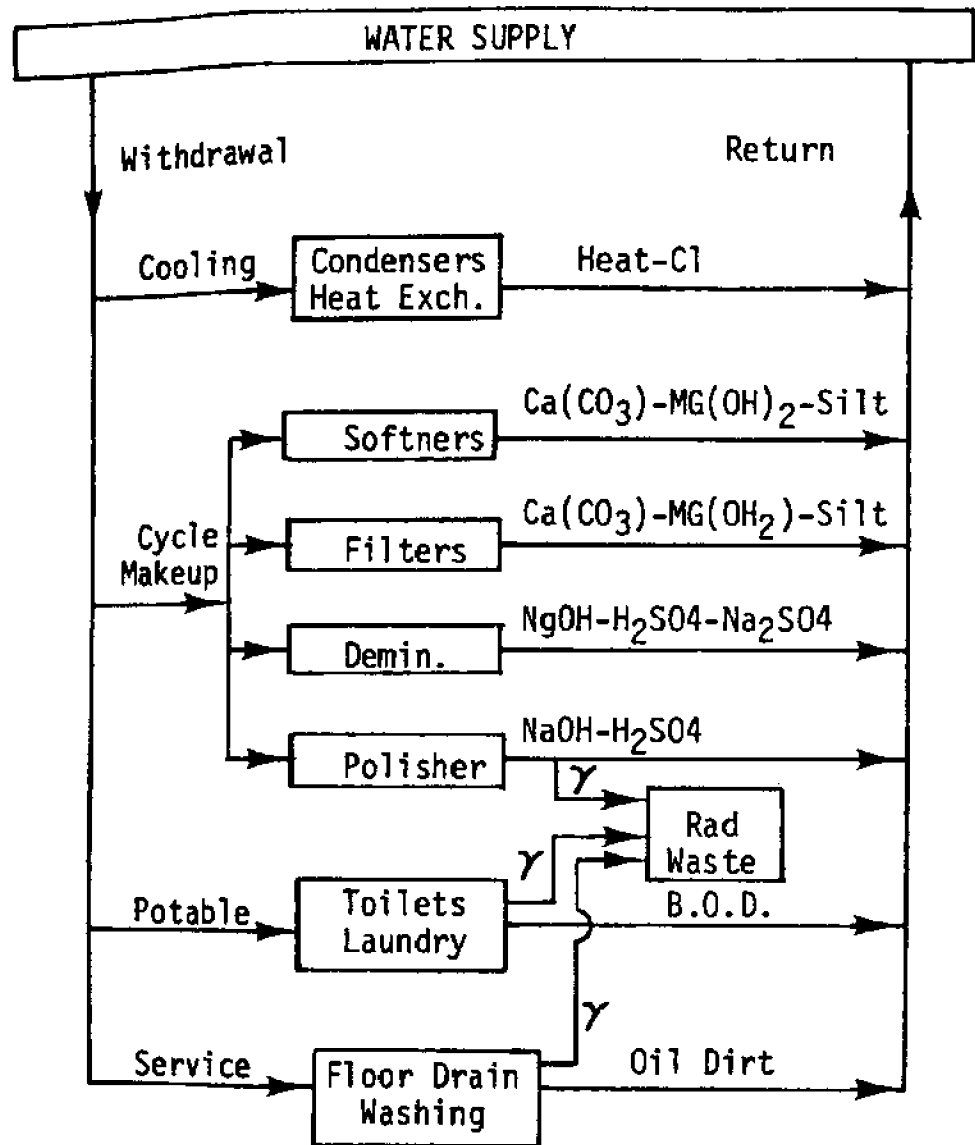 WATER SUPPLY
Withdrawal
Return
Cooling
Condensers
Heat Exch.
Heat-Cl
Ca(CO3)-MG(OH)2-Silt
Softners
Cycle
Makeup
Ca(CO3)-MG(OH2)-Silt
Filters
NgOH-H2SO4-Na2SO4
Demin.
NaOH-H2SO4
Polisher
γ
Rad
Waste
γ
B.O.D.
Potable
Toilets
Laundry
γ
Service
Floor Drain
Washing
Oil Dirt